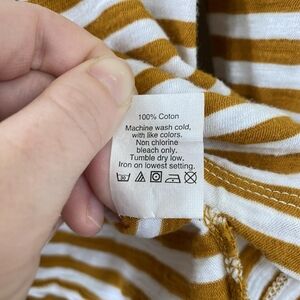 100% Coton
Machine wash cold,
with like colors.
Non chlorine
bleach only.
Tumble dry low.
Iron on lowest setting.